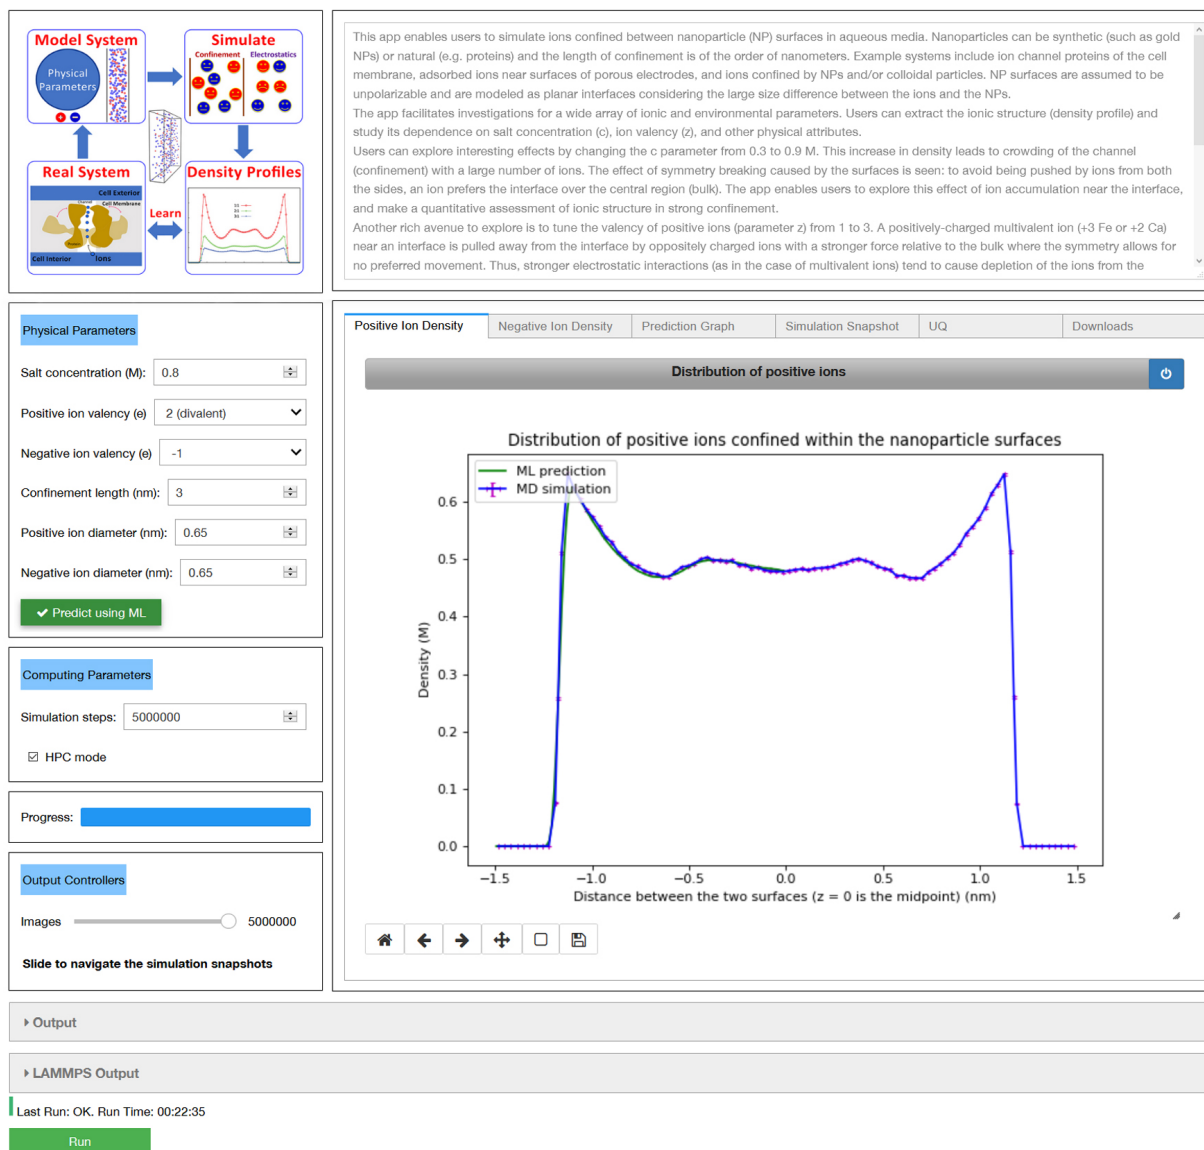 Model System
Physical
Parameters
Simulate
Confinement Electrostatics
Real System
Cell Exterior
Channel
Cell Membrane
Cell Interior
Ions
Learn
Density Profiles
This app enables users to simulate ions confined between nanoparticle (NP) surfaces in aqueous media. Nanoparticles can be synthetic (such as gold
NPs) or natural (e.g. proteins) and the length of confinement is of the order of nanometers. Example systems include ion channel proteins of the cell
membrane, adsorbed ions near surfaces of porous electrodes, and ions confined by NPs and/or colloidal particles. NP surfaces are assumed to be
unpolarizable and are modeled as planar interfaces considering the large size difference between the ions and the NPs.
The app facilitates investigations for a wide array of ionic and environmental parameters. Users can extract the ionic structure (density profile) and
study its dependence on salt concentration (c), ion valency (z), and other physical attributes.
Users can explore interesting effects by changing the c parameter from 0.3 to 0.9 M. This increase in density leads to crowding of the channel
(confinement) with a large number of ions. The effect of symmetry breaking caused by the surfaces is seen: to avoid being pushed by ions from both
the sides, an ion prefers the interface over the central region (bulk). The app enables users to explore this effect of ion accumulation near the interface,
and make a quantitative assessment of ionic structure in strong confinement.
Another rich avenue to explore is to tune the valency of positive ions (parameter z) from 1 to 3. A positively-charged multivalent ion (+3 Fe or +2 Ca)
near an interface is pulled away from the interface by oppositely charged ions with a stronger force relative to the bulk where the symmetry allows for
no preferred movement. Thus, stronger electrostatic interactions (as in the case of multivalent ions) tend to cause depletion of the ions from the
Physical Parameters
Salt concentration (M): 0.8
Positive ion valency (e) 2 (divalent)
Negative ion valency (e) -1
Confinement length (nm): 3
Positive ion diameter (nm): 0.65
Negative ion diameter (nm): 0.65
Predict using ML
Computing Parameters
Simulation steps: 5000000
HPC mode
Progress:
Output Controllers
Images 5000000
Slide to navigate the simulation snapshots
Positive Ion Density Negative Ion Density Prediction Graph Simulation Snapshot UQ Downloads
Distribution of positive ions
Distribution of positive ions confined within the nanoparticle surfaces
ML prediction
MD simulation
0.6
0.5
0.4
0.3
0.2
0.1
0.0
Density (M)
−1.5 −1.0 −0.5 0.0 0.5 1.0 1.5
Distance between the two surfaces (z = 0 is the midpoint) (nm)
Output
LAMMPS Output
Last Run: OK. Run Time: 00:22:35
Run